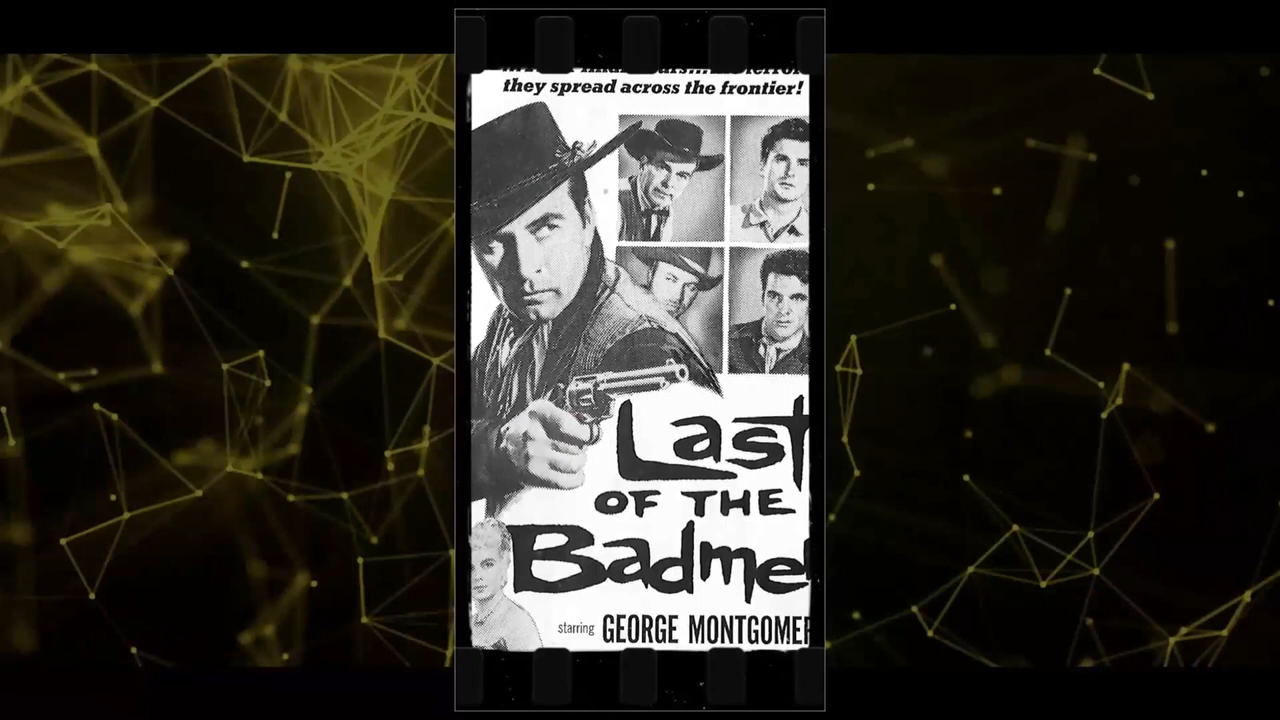 they spread across the frontier!
Last
OF THE
Badme
starring GEORGE MONTGOMER